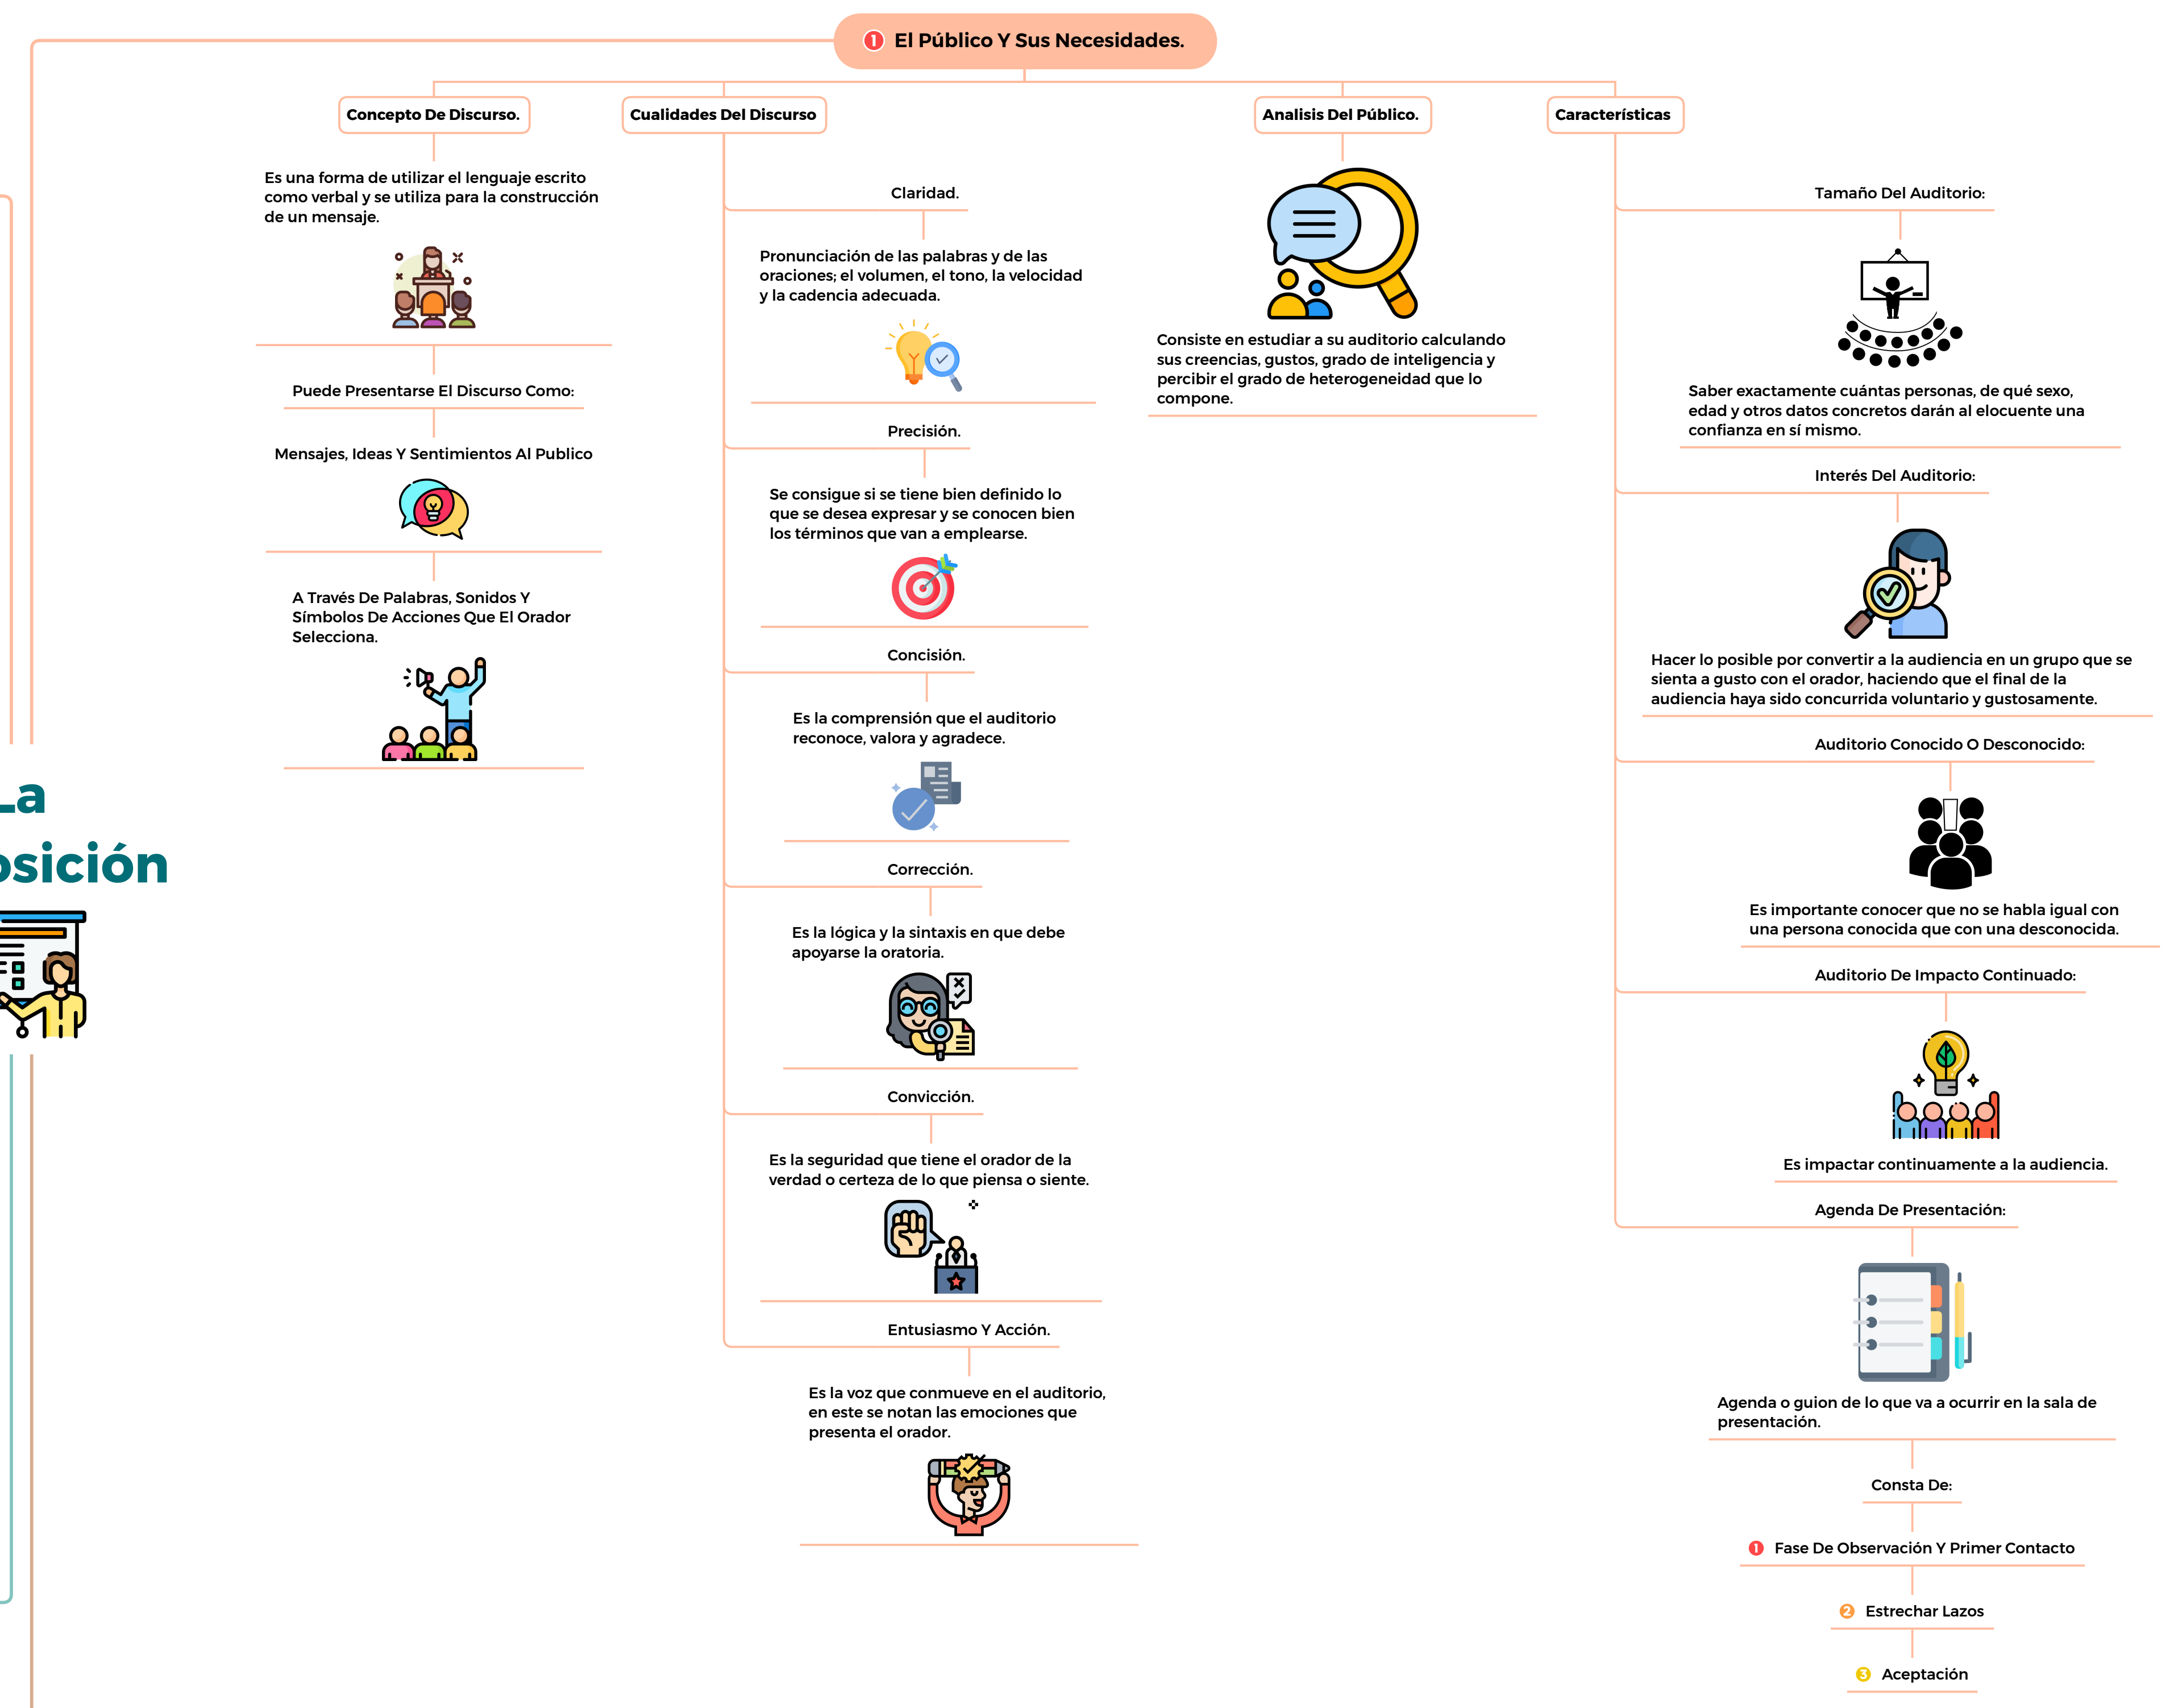 1 El Público Y Sus Necesidades.
Concepto De Discurso.
Es una forma de utilizar el lenguaje escrito
como verbal y se utiliza para la construcción
de un mensaje.
Puede Presentarse El Discurso Como:
Mensajes, Ideas Y Sentimientos Al Publico
A Través De Palabras, Sonidos Y
Símbolos De Acciones Que El Orador
Selecciona.
Cualidades Del Discurso
Claridad.
Pronunciación de las palabras y de las
oraciones; el volumen, el tono, la velocidad
y la cadencia adecuada.
Precisión.
Se consigue si se tiene bien definido lo
que se desea expresar y se conocen bien
los términos que van a emplearse.
Concisión.
Es la comprensión que el auditorio
reconoce, valora y agradece.
Corrección.
Es la lógica y la sintaxis en que debe
apoyarse la oratoria.
Convicción.
Es la seguridad que tiene el orador de la
verdad o certeza de lo que piensa o siente.
Entusiasmo Y Acción.
Es la voz que conmueve en el auditorio,
en este se notan las emociones que
presenta el orador.
Analisis Del Público.
Consiste en estudiar a su auditorio calculando
sus creencias, gustos, grado de inteligencia y
percibir el grado de heterogeneidad que lo
compone.
Características
Tamaño Del Auditorio:
Saber exactamente cuántas personas, de qué sexo,
edad y otros datos concretos darán al elocuente una
confianza en sí mismo.
Interés Del Auditorio:
Hacer lo posible por convertir a la audiencia en un grupo que se
sienta a gusto con el orador, haciendo que el final de la
audiencia haya sido concurrida voluntario y gustosamente.
Auditorio Conocido O Desconocido:
Es importante conocer que no se habla igual con
una persona conocida que con una desconocida.
Auditorio De Impacto Continuado:
Es impactar continuamente a la audiencia.
Agenda De Presentación:
Agenda o guion de lo que va a ocurrir en la sala de
presentación.
Consta De:
1 Fase De Observación Y Primer Contacto
2 Estrechar Lazos
3 Aceptación
La
osición